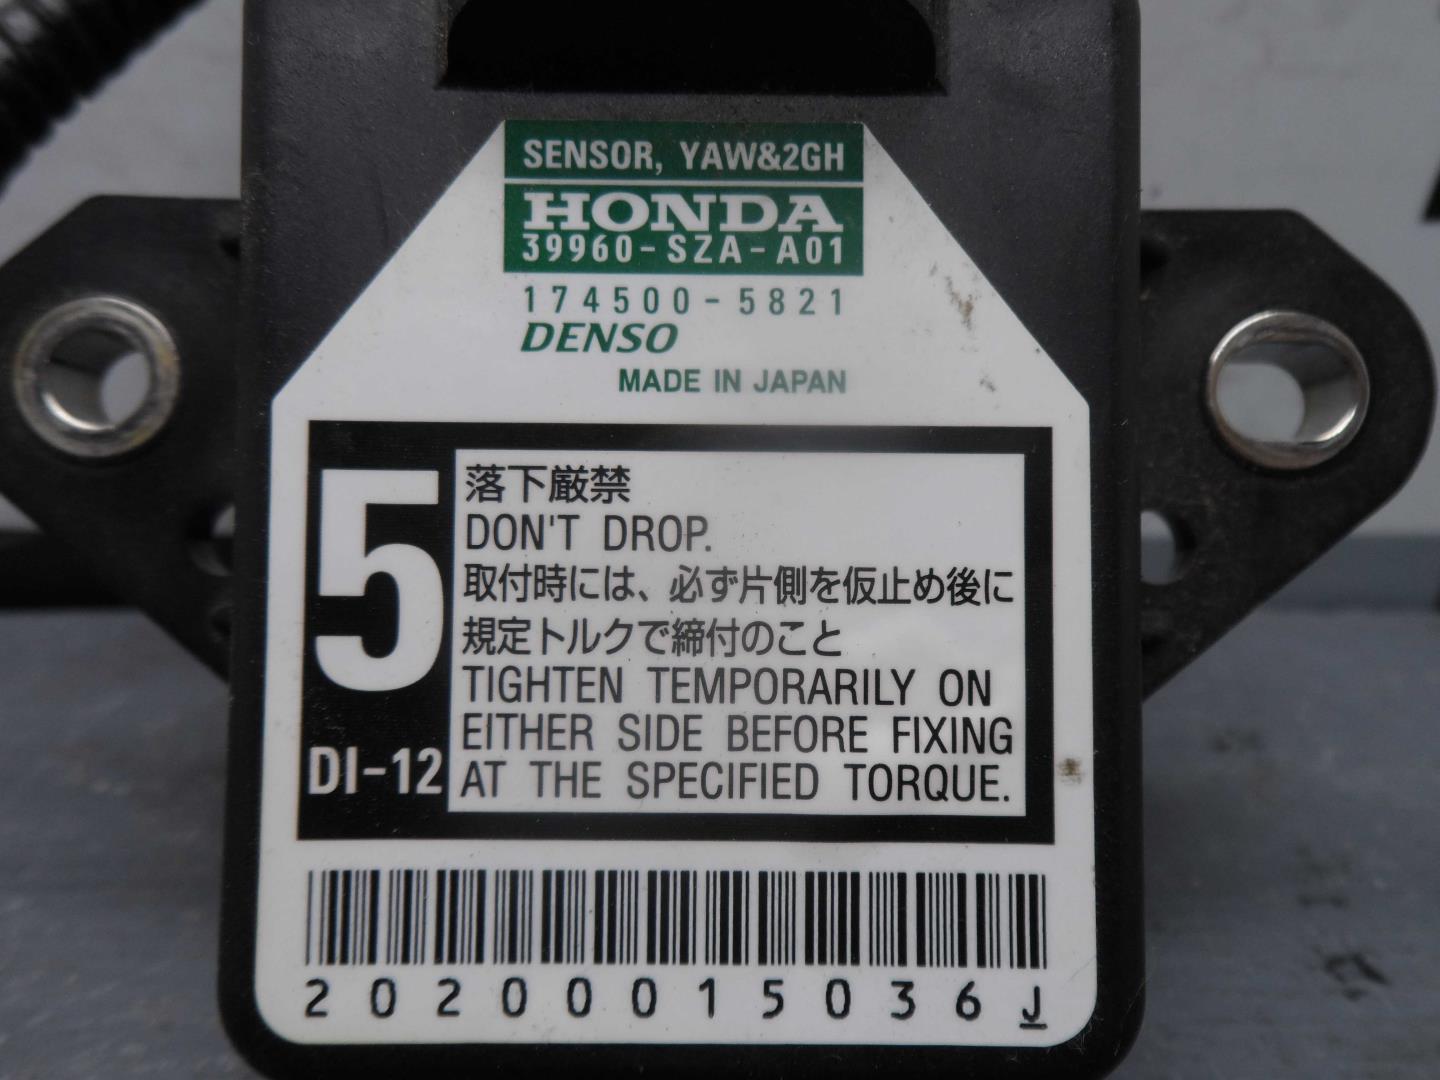 SENSOR, YAW&2GH
HONDA
39960-SZA-A01
174500-5821
DENSO
MADE IN JAPAN
5
DI-12
落下厳禁
DON'T DROP.
取付時には、必ず片側を仮止め後に
規定トルクで締付のこと
TIGHTEN TEMPORARILY ON
EITHER SIDE BEFORE FIXING
AT THE SPECIFIED TORQUE.
202000015036J